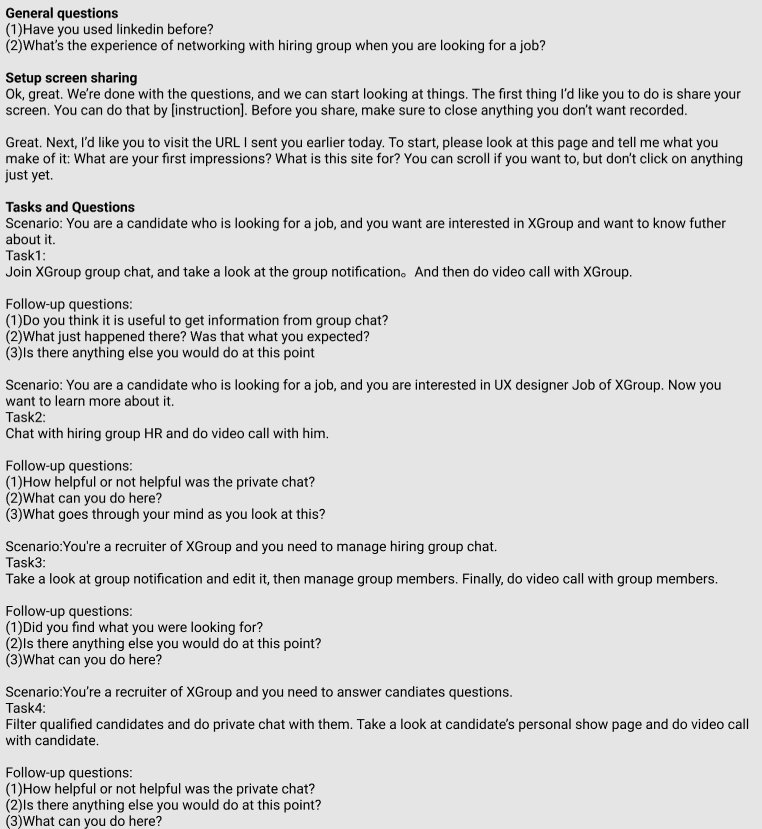 General questions
(1)Have you used linkedin before?
(2)What's the experience of networking with hiring group when you are looking for a job?
Setup screen sharing
Ok, great. We're done with the questions, and we can start looking at things. The first thing I'd like you to do is share your
screen. You can do that by [instruction]. Before you share, make sure to close anything you don't want recorded.
Great. Next, I'd like you to visit the URL I sent you earlier today. To start, please look at this page and tell me what you
make of it: What are your first impressions? What is this site for? You can scroll if you want to, but don't click on anything
just yet.
Tasks and Questions
Scenario: You are a candidate who is looking for a job, and you want are interested in XGroup and want to know futher
about it.
Task1:
Join XGroup group chat, and take a look at the group notification。And then do video call with XGroup.
Follow-up questions:
(1)Do you think it is useful to get information from group chat?
(2)What just happened there? Was that what you expected?
(3)Is there anything else you would do at this point
Scenario: You are a candidate who is looking for a job, and you are interested in UX designer Job of XGroup. Now you
want to learn more about it.
Task2:
Chat with hiring group HR and do video call with him.
Follow-up questions:
(1)How helpful or not helpful was the private chat?
(2)What can you do here?
(3)What goes through your mind as you look at this?
Scenario:You're a recruiter of XGroup and you need to manage hiring group chat.
Task3:
Take a look at group notification and edit it, then manage group members. Finally, do video call with group members.
Follow-up questions:
(1)Did you find what you were looking for?
(2)Is there anything else you would do at this point?
(3)What can you do here?
Scenario:You're a recruiter of XGroup and you need to answer candiates questions.
Task4:
Filter qualified candidates and do private chat with them. Take a look at candidate's personal show page and do video call
with candidate.
Follow-up questions:
(1)How helpful or not helpful was the private chat?
(2)Is there anything else you would do at this point?
(3)What can you do here?